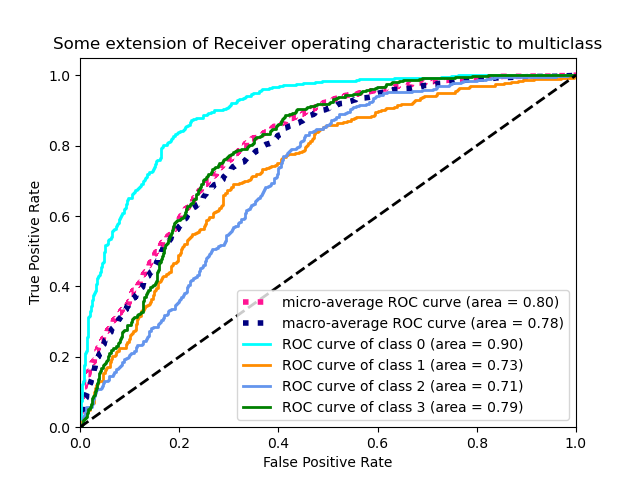 Some extension of Receiver operating characteristic to multiclass
True Positive Rate
1.0
0.8
0.6
0.4
0.2
0.0
micro-average ROC curve (area = 0.80)
macro-average ROC curve (area = 0.78)
ROC curve of class 0 (area = 0.90)
ROC curve of class 1 (area = 0.73)
ROC curve of class 2 (area = 0.71)
ROC curve of class 3 (area = 0.79)
0.0 0.2 0.4 0.6 0.8 1.0
False Positive Rate